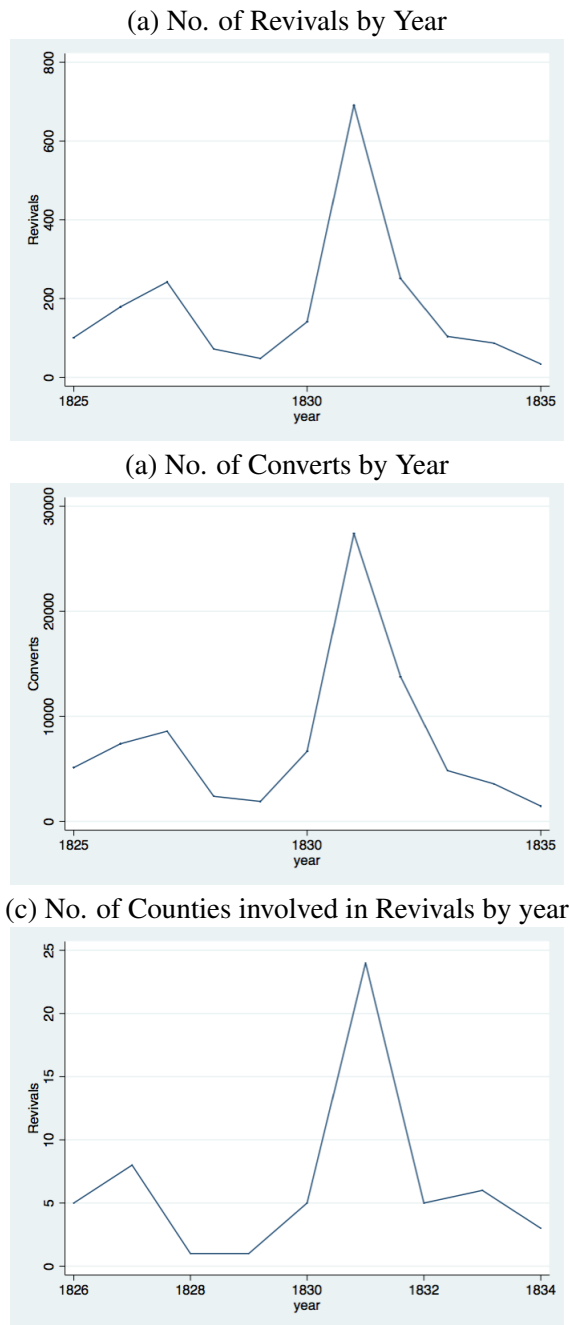 (a) No. of Revivals by Year
800
600
400
200
0
Revivals
1825 1830 1835
year
(a) No. of Converts by Year
30000
20000
10000
0
Converts
1825 1830 1835
year
(c) No. of Counties involved in Revivals by year
25
20
15
10
5
0
Revivals
1826 1828 1830 1832 1834
year